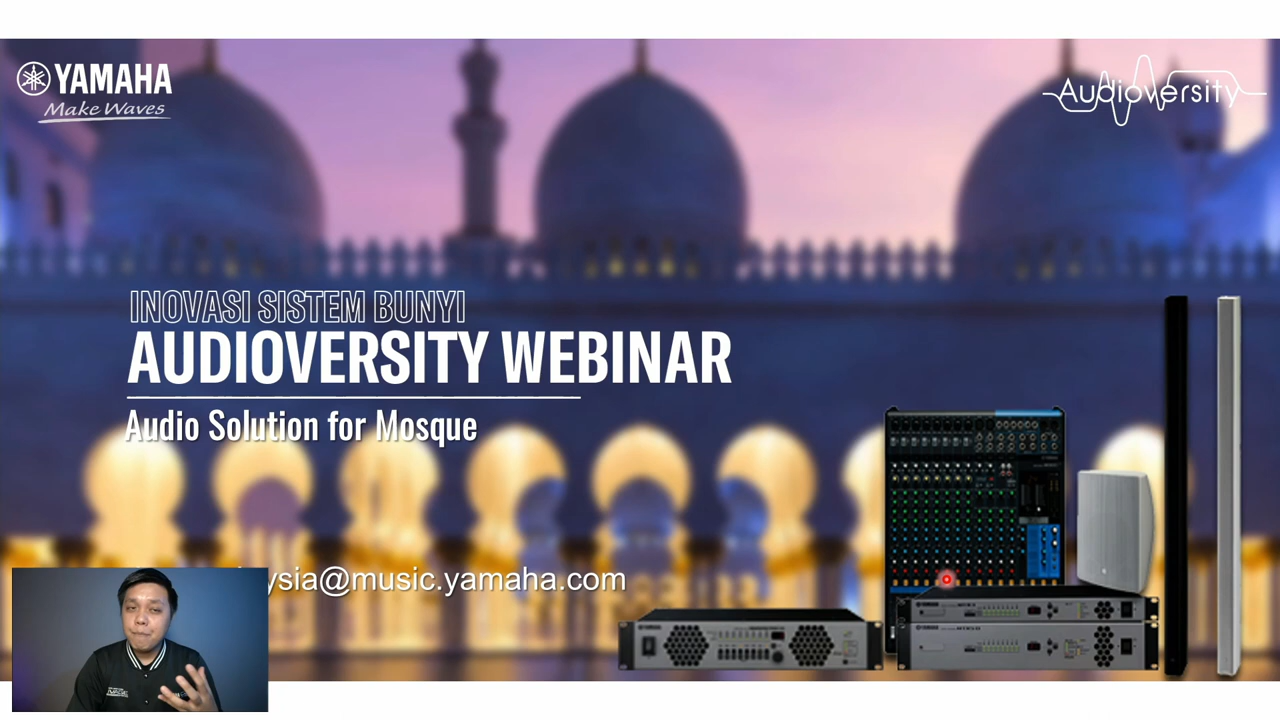 YAMAHA
Make Waves
Audioversity
INOVASI SISTEM BUNYI
AUDIOVERSITY WEBINAR
Audio Solution for Mosque
ysia@music.yamaha.com